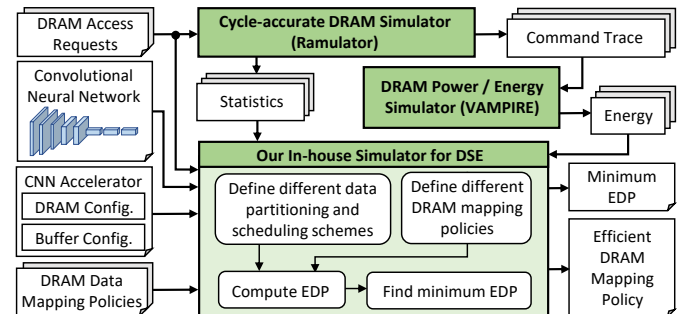 DRAM Access
Requests
Cycle-accurate DRAM Simulator
(Ramulator)
Command Trace
Convolutional
Neural Network
Statistics
DRAM Power / Energy
Simulator (VAMPIRE)
Energy
Our In-house Simulator for DSE
CNN Accelerator
DRAM Config.
Buffer Config.
Define different data
partitioning and
scheduling schemes
Define different
DRAM mapping
policies
Minimum
EDP
DRAM Data
Mapping Policies
Compute EDP
Find minimum EDP
Efficient
DRAM
Mapping
Policy